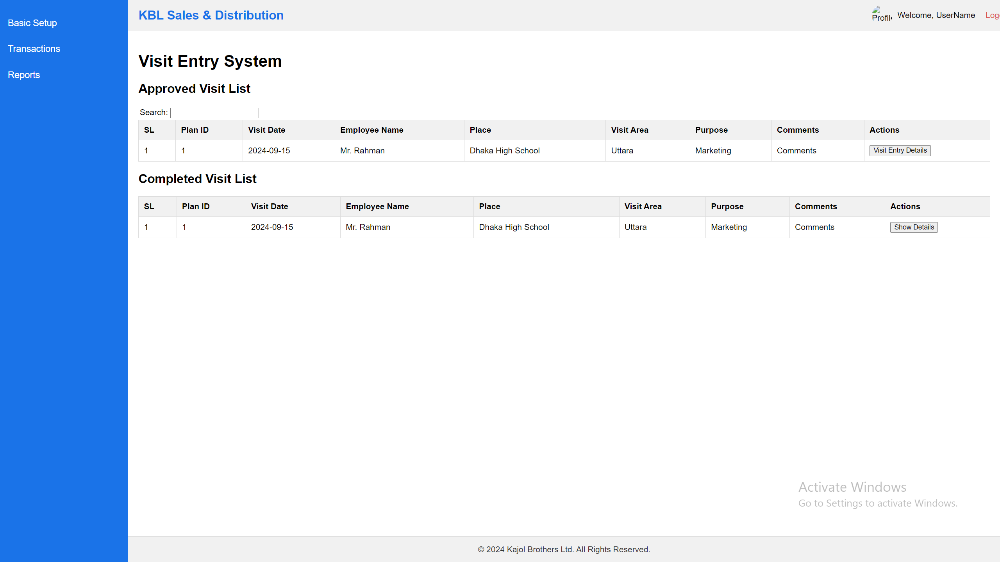 Basic Setup
Transactions
Reports
KBL Sales & Distribution
Welcome, UserName
Visit Entry System
Approved Visit List
Search:
SL Plan ID Visit Date Employee Name Place Visit Area Purpose Comments Actions
1 1 2024-09-15 Mr. Rahman Dhaka High School Uttara Marketing Comments Visit Entry Details
Completed Visit List
SL Plan ID Visit Date Employee Name Place Visit Area Purpose Comments Actions
1 1 2024-09-15 Mr. Rahman Dhaka High School Uttara Marketing Comments Show Details
Activate Windows
Go to Settings to activate Windows.
© 2024 Kajol Brothers Ltd. All Rights Reserved.